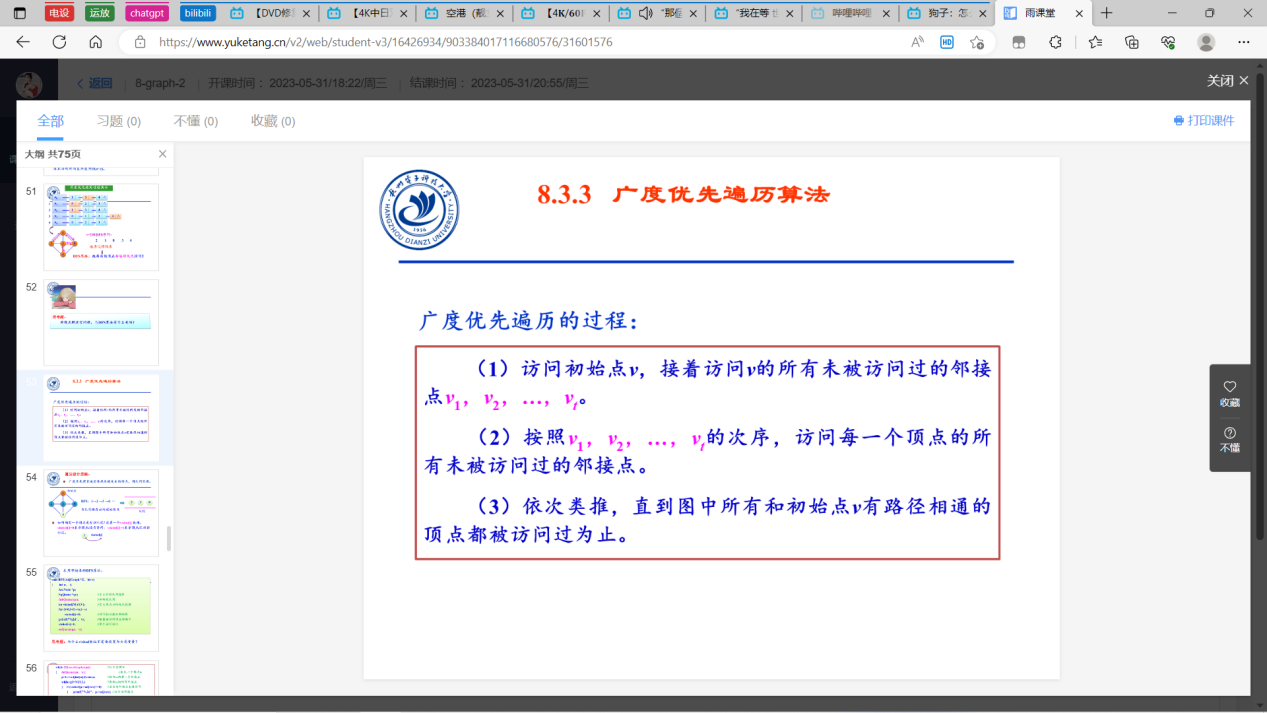 电设
运放
chatgpt
bilibili
【DVD修
【4K中日
空港（靓
【4K/60F
"那個
"我在等
哔哩哔哩
狗子：怎
雨课堂
https://www.yuketang.cn/v2/web/student-v3/16426934/903384017116680576/31601576
返回
8-graph-2
开课时间： 2023-05-31/18:22/周三
结课时间： 2023-05-31/20:55/周三
关闭
全部
习题 (0)
不懂 (0)
收藏 (0)
打印课件
大纲 共75页
51
52
53
54
55
56
HANGZHOU DIANZI UNIVERSITY
1956
8.3.3 广度优先遍历算法
广度优先遍历的过程：
（1）访问初始点v，接着访问v的所有未被访问过的邻接
点v1，v2，…，vt。
（2）按照v1，v2，…，vt的次序，访问每一个顶点的所
有未被访问过的邻接点。
（3）依次类推，直到图中所有和初始点v有路径相通的
顶点都被访问过为止。
收藏
不懂